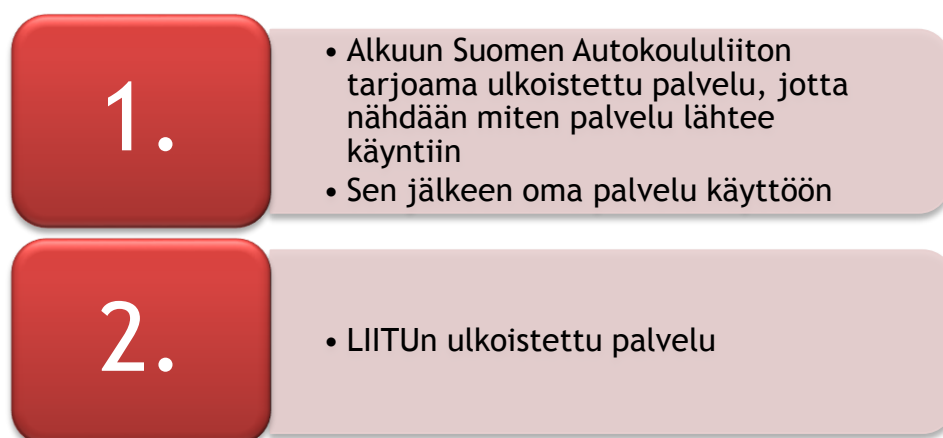 1.
• Alkuun Suomen Autokoululiiton
tarjoama ulkoistettu palvelu, jotta
nähdään miten palvelu lähtee
käyntiin
• Sen jälkeen oma palvelu käyttöön
2.
• LIITUn ulkoistettu palvelu